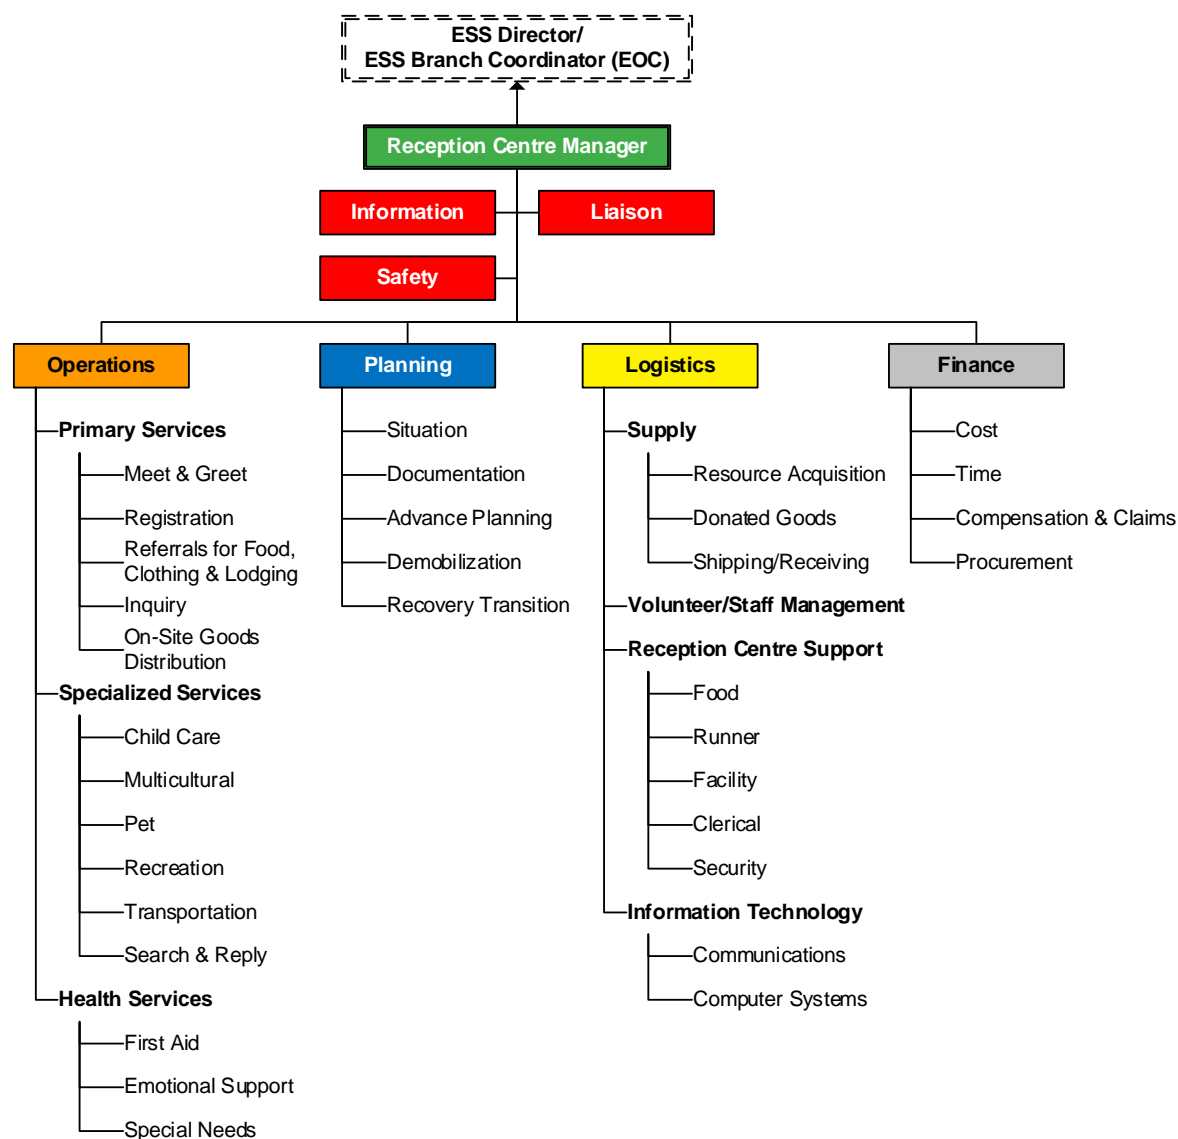 ESS Director/
ESS Branch Coordinator (EOC)
Reception Centre Manager
Information
Liaison
Safety
Operations
Planning
Logistics
Finance
Primary Services
Meet & Greet
Registration
Referrals for Food,
Clothing & Lodging
Inquiry
On-Site Goods
Distribution
Specialized Services
Child Care
Multicultural
Pet
Recreation
Transportation
Search & Reply
Health Services
First Aid
Emotional Support
Special Needs
Situation
Documentation
Advance Planning
Demobilization
Recovery Transition
Supply
Resource Acquisition
Donated Goods
Shipping/Receiving
Volunteer/Staff Management
Reception Centre Support
Food
Runner
Facility
Clerical
Security
Information Technology
Communications
Computer Systems
Cost
Time
Compensation & Claims
Procurement